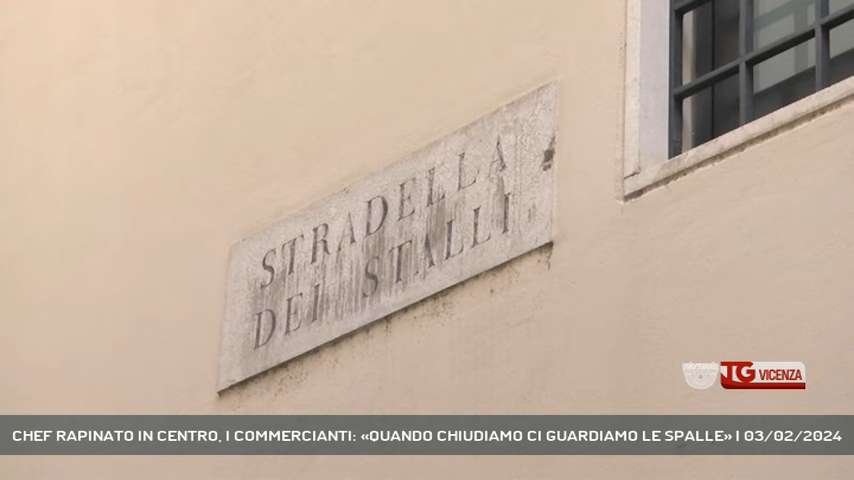 STRADELLA
DEI STALLI
TG VICENZA
CHEF RAPINATO IN CENTRO, I COMMERCIANTI: «QUANDO CHIUDIAMO CI GUARDIAMO LE SPALLE» | 03/02/2024